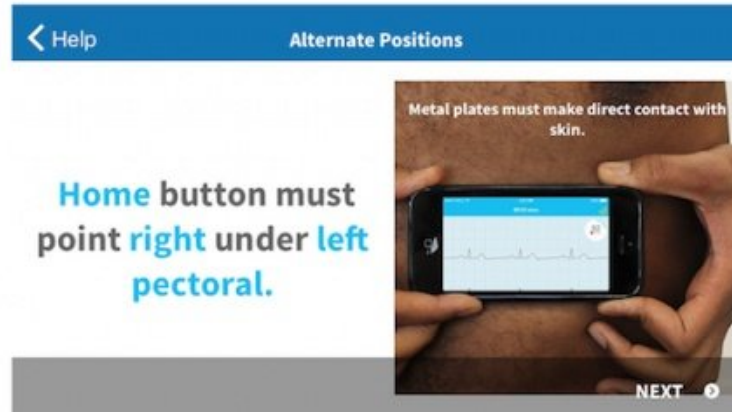 Help
Alternate Positions
Metal plates must make direct contact with
skin.
Home button must
point right under left
pectoral.
NEXT